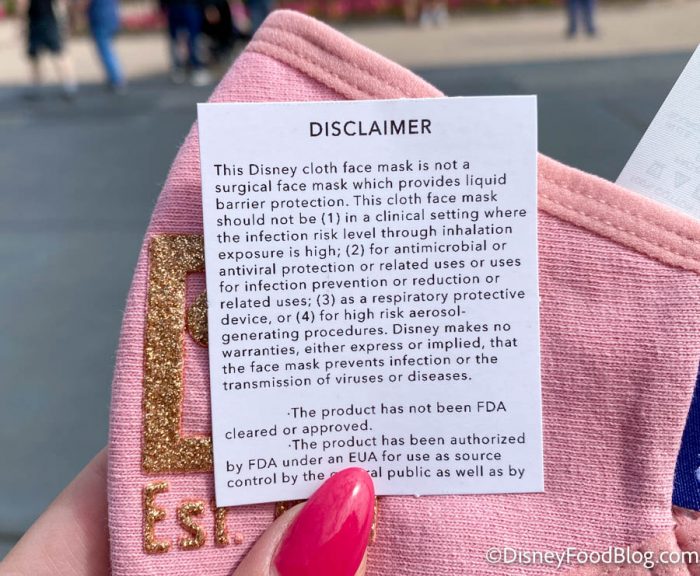 DISCLAIMER
This Disney cloth face mask is not a
surgical face mask which provides liquid
barrier protection. This cloth face mask
should not be (1) in a clinical setting where
the infection risk level through inhalation
exposure is high; (2) for antimicrobial or
antiviral protection or related uses or uses
for infection prevention or reduction or
related uses; (3) as a respiratory protective
device, or (4) for high risk aerosol-
generating procedures. Disney makes no
warranties, either express or implied, that
the face mask prevents infection or the
transmission of viruses or diseases.
·The product has not been FDA
cleared or approved.
·The product has been authorized
by FDA under an EUA for use as source
control by the public as well as by
Est.
©DisneyFoodBlog.com